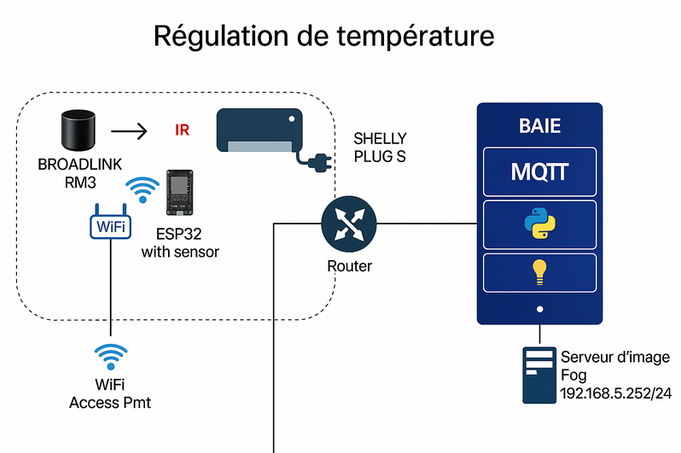 Régulation de température
BROADLINK
RM3
IR
SHELLY
PLUG S
WiFi
ESP32
with sensor
Router
WiFi
Access Pmt
BAIE
MQTT
Serveur d'image
Fog
192.168.5.252/24